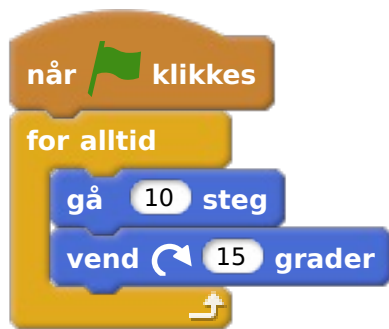 når klikkes
for alltid
gå 10 steg
vend 15 grader